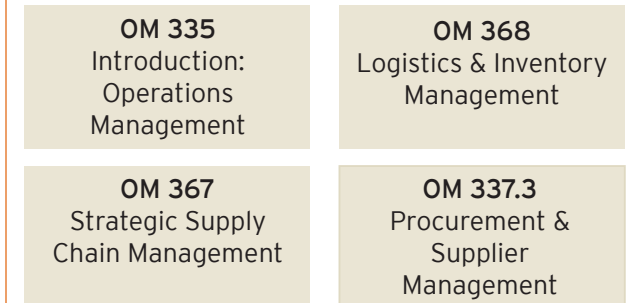 OM 335
Introduction:
Operations
Management
OM 368
Logistics & Inventory
Management
OM 367
Strategic Supply
Chain Management
OM 337.3
Procurement &
Supplier
Management